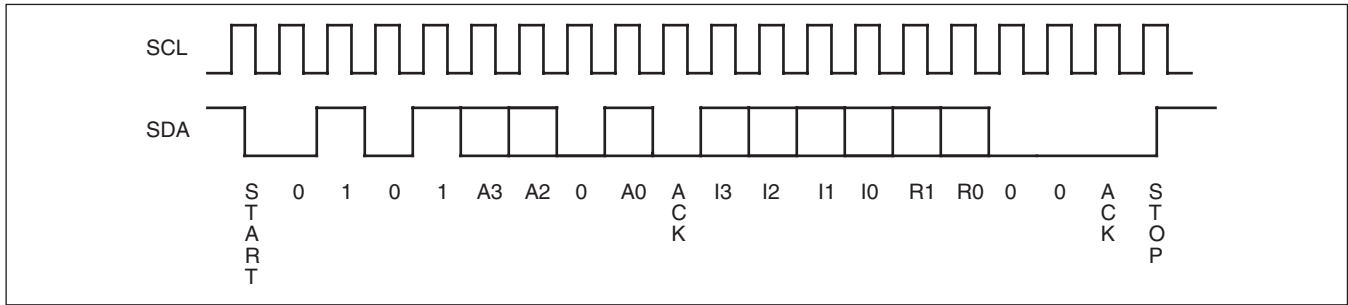 SCL
SDA
START 0 1 0 1 A3 A2 0 A0 ACK I3 I2 I1 I0 R1 R0 0 0 ACK STOP